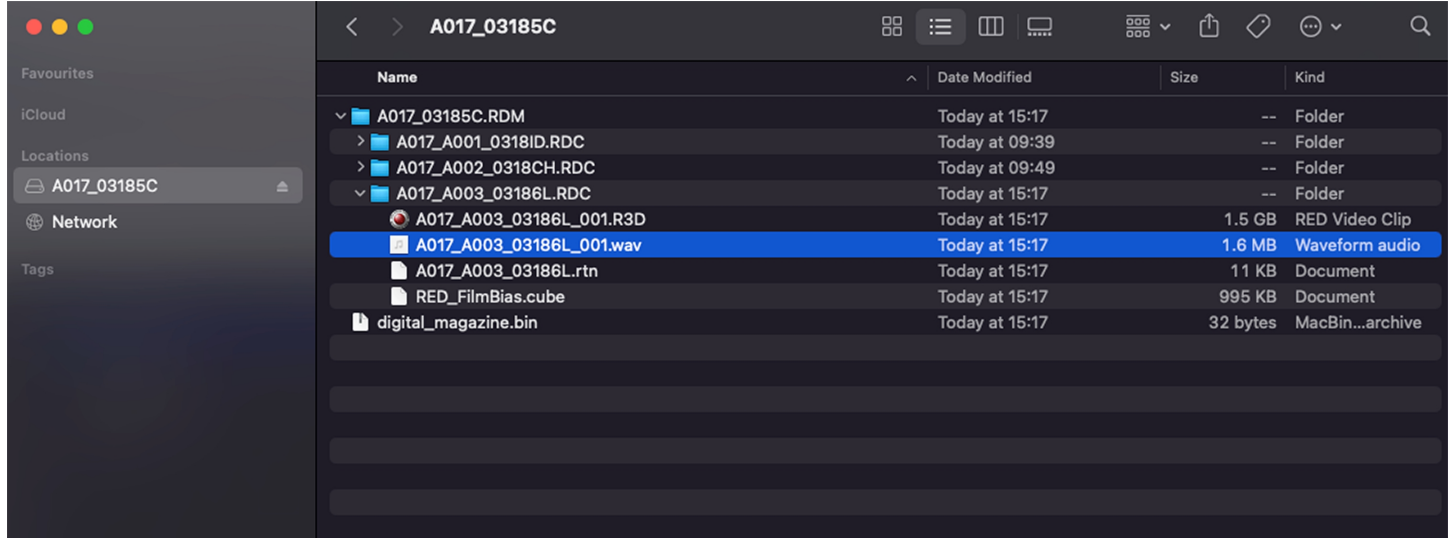 A017_03185C
Favourites
iCloud
Locations
A017_03185C
Network
Tags
Name Date Modified Size Kind
A017_03185C.RDM Today at 15:17 -- Folder
A017_A001_0318ID.RDC Today at 09:39 -- Folder
A017_A002_0318CH.RDC Today at 09:49 -- Folder
A017_A003_03186L.RDC Today at 15:17 -- Folder
A017_A003_03186L_001.R3D Today at 15:17 1.5 GB RED Video Clip
A017_A003_03186L_001.wav Today at 15:17 1.6 MB Waveform audio
A017_A003_03186L.rtn Today at 15:17 11 KB Document
RED_FilmBias.cube Today at 15:17 995 KB Document
digital_magazine.bin Today at 15:17 32 bytes MacBin...archive